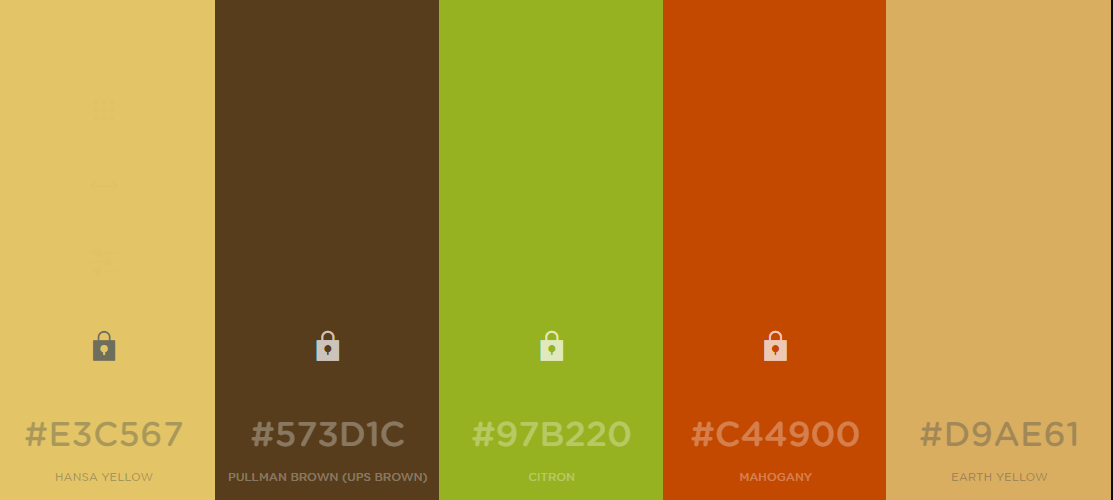 #E3C567
HANSA YELLOW
#573D1C
PULLMAN BROWN (UPS BROWN)
#97B220
CITRON
#C44900
MAHOGANY
#D9AE61
EARTH YELLOW